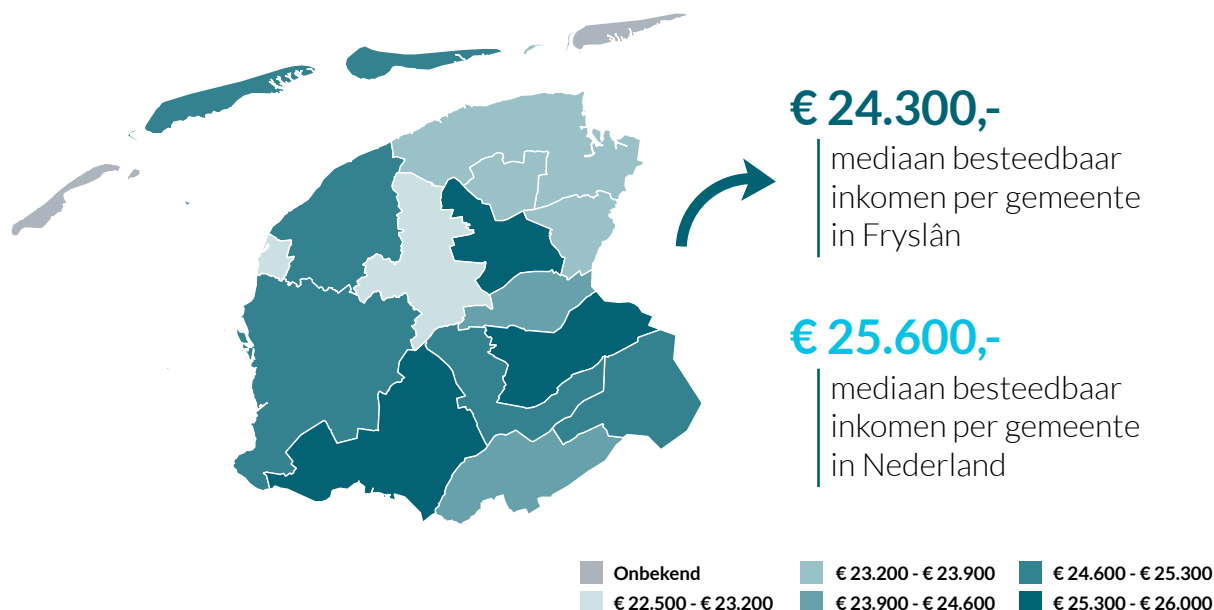 € 24.300,-
mediaan besteedbaar
inkomen per gemeente
in Fryslân
€ 25.600,-
mediaan besteedbaar
inkomen per gemeente
in Nederland
Onbekend
€ 22.500 - € 23.200
€ 23.200 - € 23.900
€ 23.900 - € 24.600
€ 24.600 - € 25.300
€ 25.300 - € 26.000